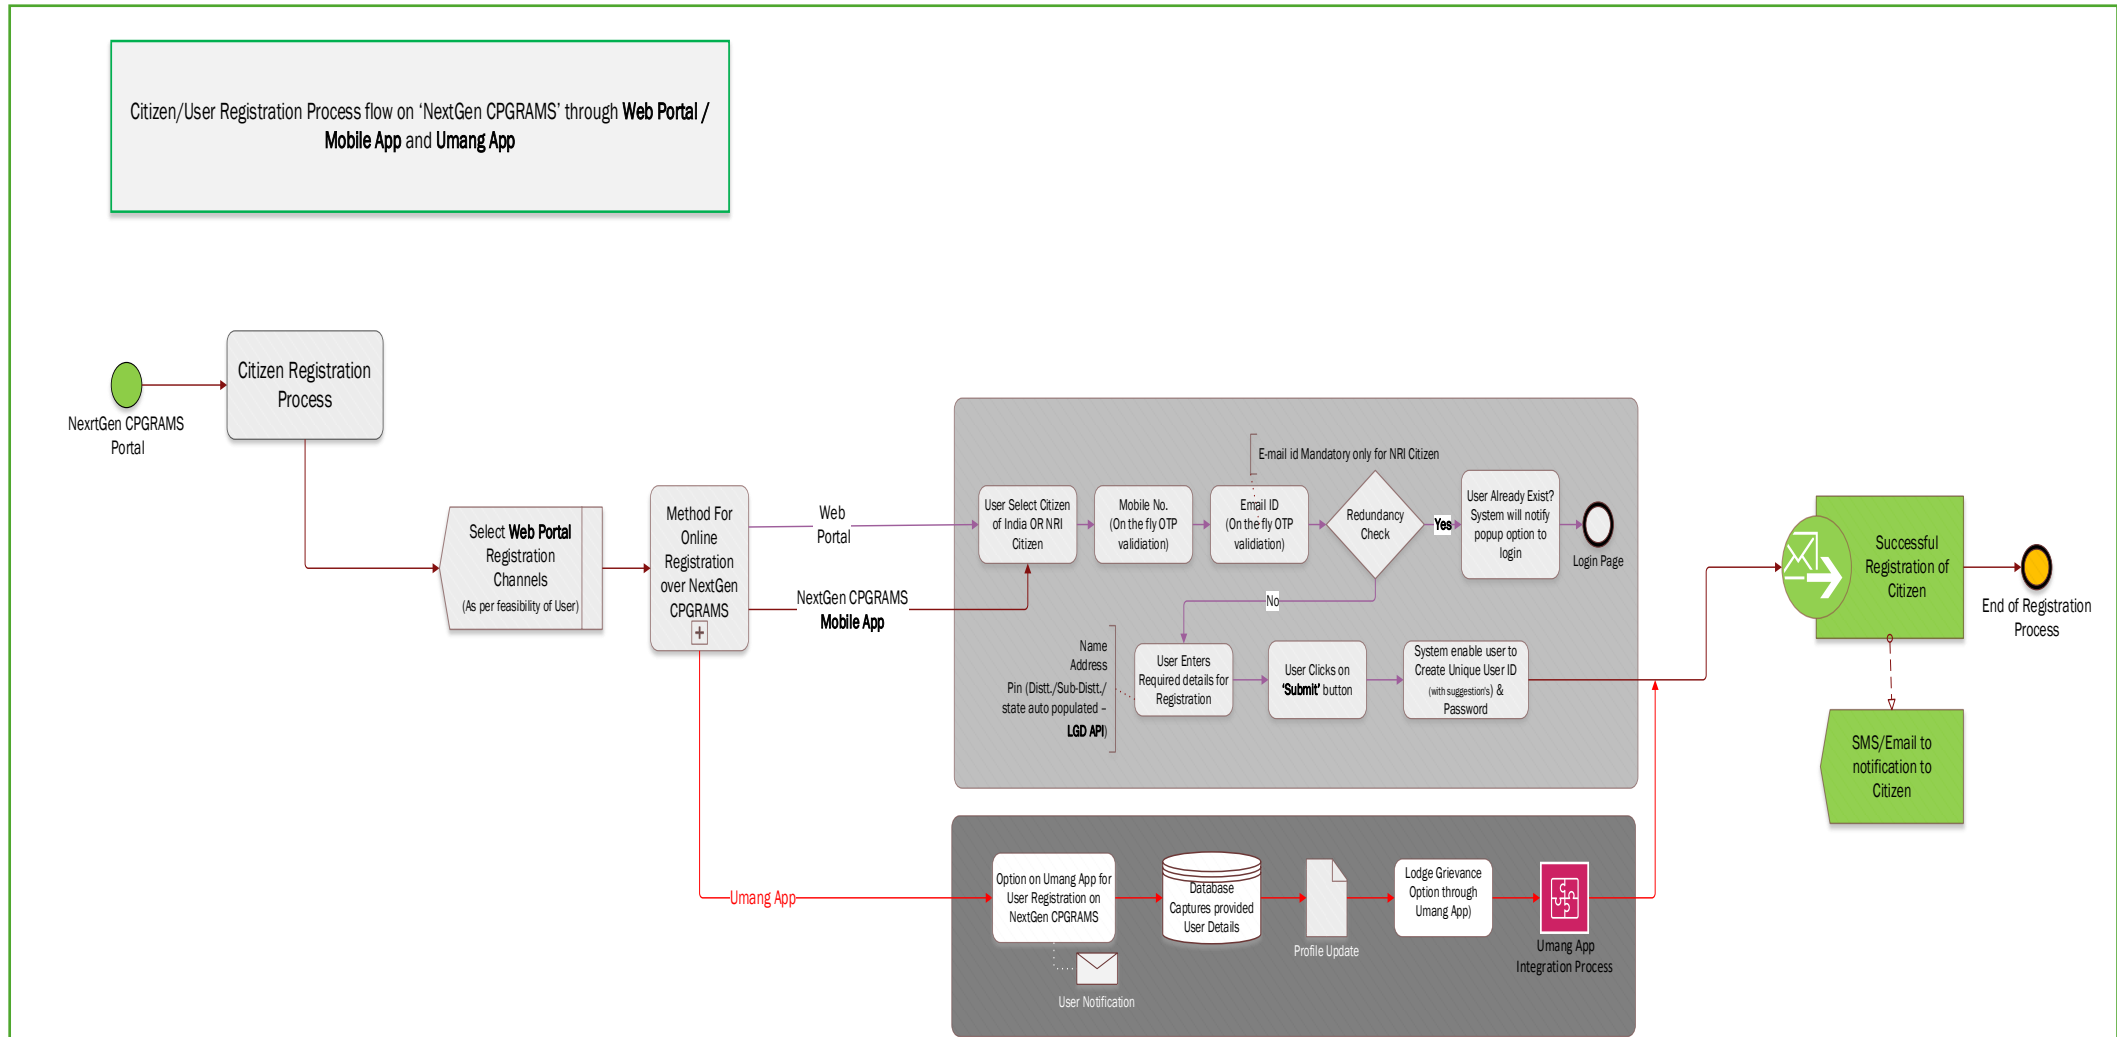 Citizen/User Registration Process flow on ‘NextGen CPGRAMS’ through Web Portal /
Mobile App and Umang App
NexrtGen CPGRAMS
Portal
Citizen Registration
Process
Select Web Portal
Registration
Channels
(As per feasibility of User)
Method For
Online
Registration
over NextGen
CPGRAMS
Web
Portal
NextGen CPGRAMS
Mobile App
Umang App
E-mail id Mandatory only for NRI Citizen
User Select Citizen
of India OR NRI
Citizen
Mobile No.
(On the fly OTP
validiation)
Email ID
(On the fly OTP
validiation)
Redundancy
Check
Yes
User Already Exist?
System will notify
popup option to
login
Login Page
No
Name
Address
Pin (Distt./Sub-Distt./
state auto populated –
LGD API)
User Enters
Required details for
Registration
User Clicks on
‘Submit’ button
System enable user to
Create Unique User ID
(with suggestion's) &
Password
Option on Umang App for
User Registration on
NextGen CPGRAMS
User Notification
Database
Captures provided
User Details
Profile Update
Lodge Grievance
Option through
Umang App)
Umang App
Integration Process
Successful
Registration of
Citizen
End of Registration
Process
SMS/Email to
notification to
Citizen